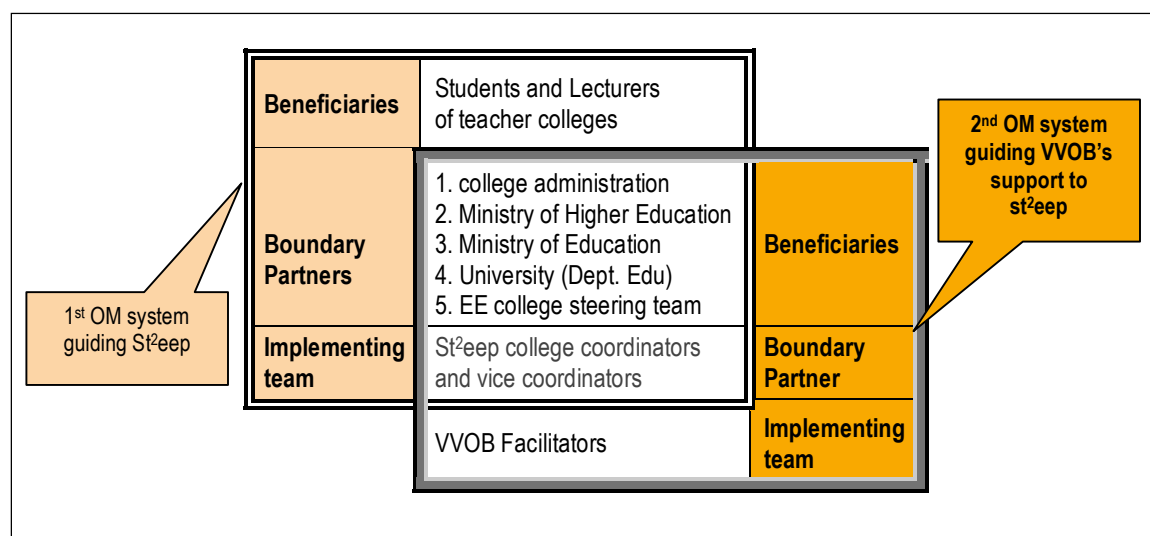 Beneficiaries
Students and Lecturers
of teacher colleges
2nd OM system
guiding VVOB's
support to
st²eep
Boundary
Partners
1. college administration
2. Ministry of Higher Education
3. Ministry of Education
4. University (Dept. Edu)
5. EE college steering team
Beneficiaries
1st OM system
guiding St²eep
Implementing
team
St²eep college coordinators
and vice coordinators
Boundary
Partner
VVOB Facilitators
Implementing
team